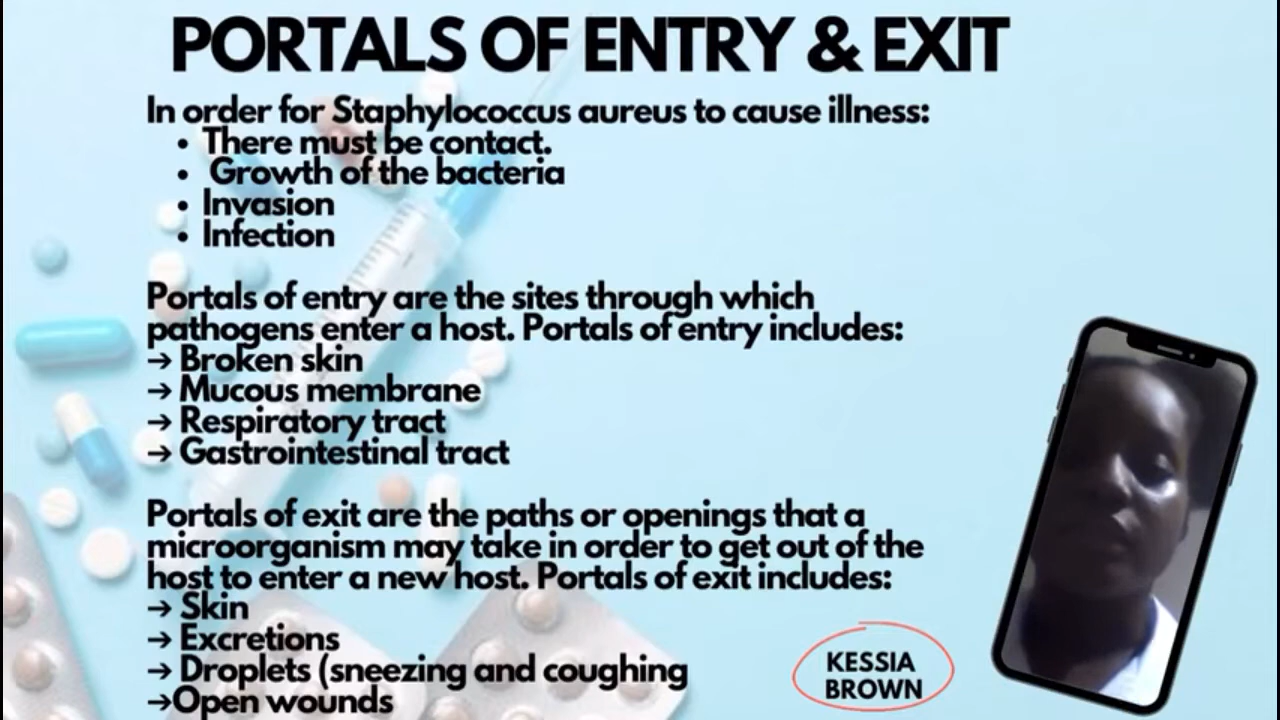 PORTALS OF ENTRY & EXIT
In order for Staphylococcus aureus to cause illness:
• There must be contact.
• Growth of the bacteria
• Invasion
• Infection
Portals of entry are the sites through which
pathogens enter a host. Portals of entry includes:
→ Broken skin
→ Mucous membrane
→ Respiratory tract
→ Gastrointestinal tract
Portals of exit are the paths or openings that a
microorganism may take in order to get out of the
host to enter a new host. Portals of exit includes:
→ Skin
→ Excretions
→ Droplets (sneezing and coughing
→Open wounds
KESSIA
BROWN